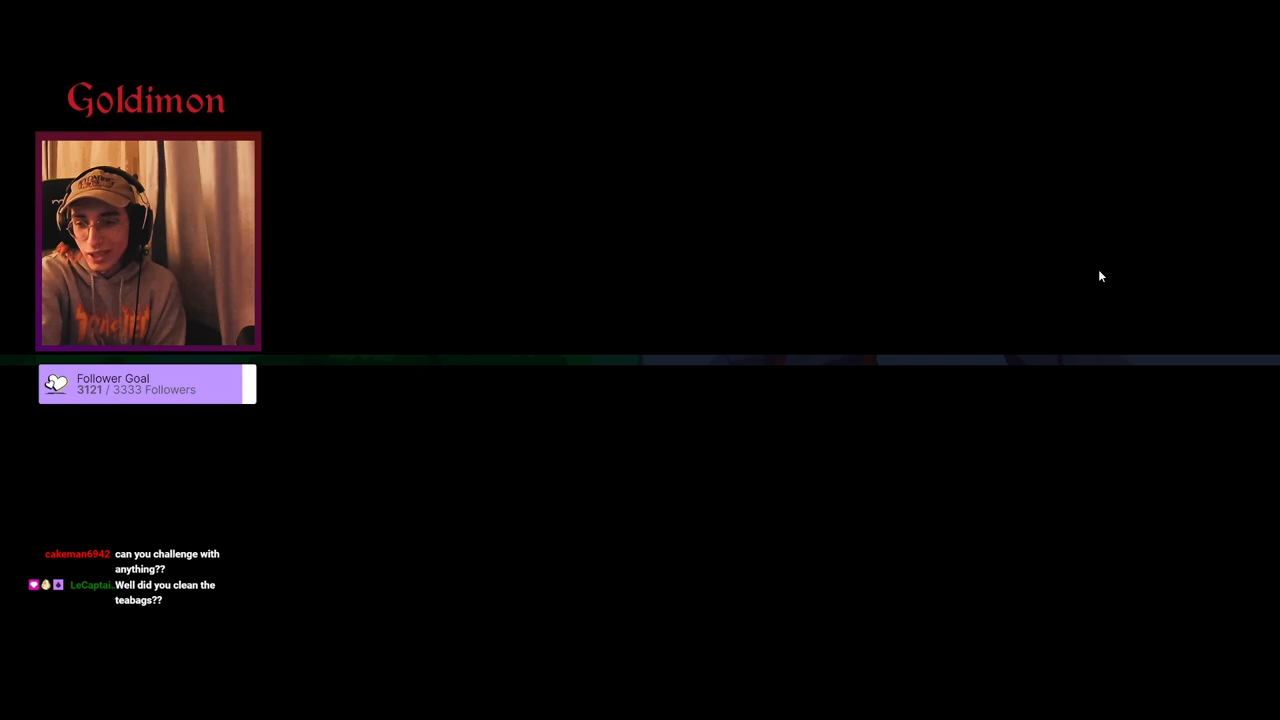 Goldimon
Follower Goal
3121 / 3333 Followers
cakeman6942 can you challenge with
anything??
LeCaptai.. Well did you clean the
teabags??